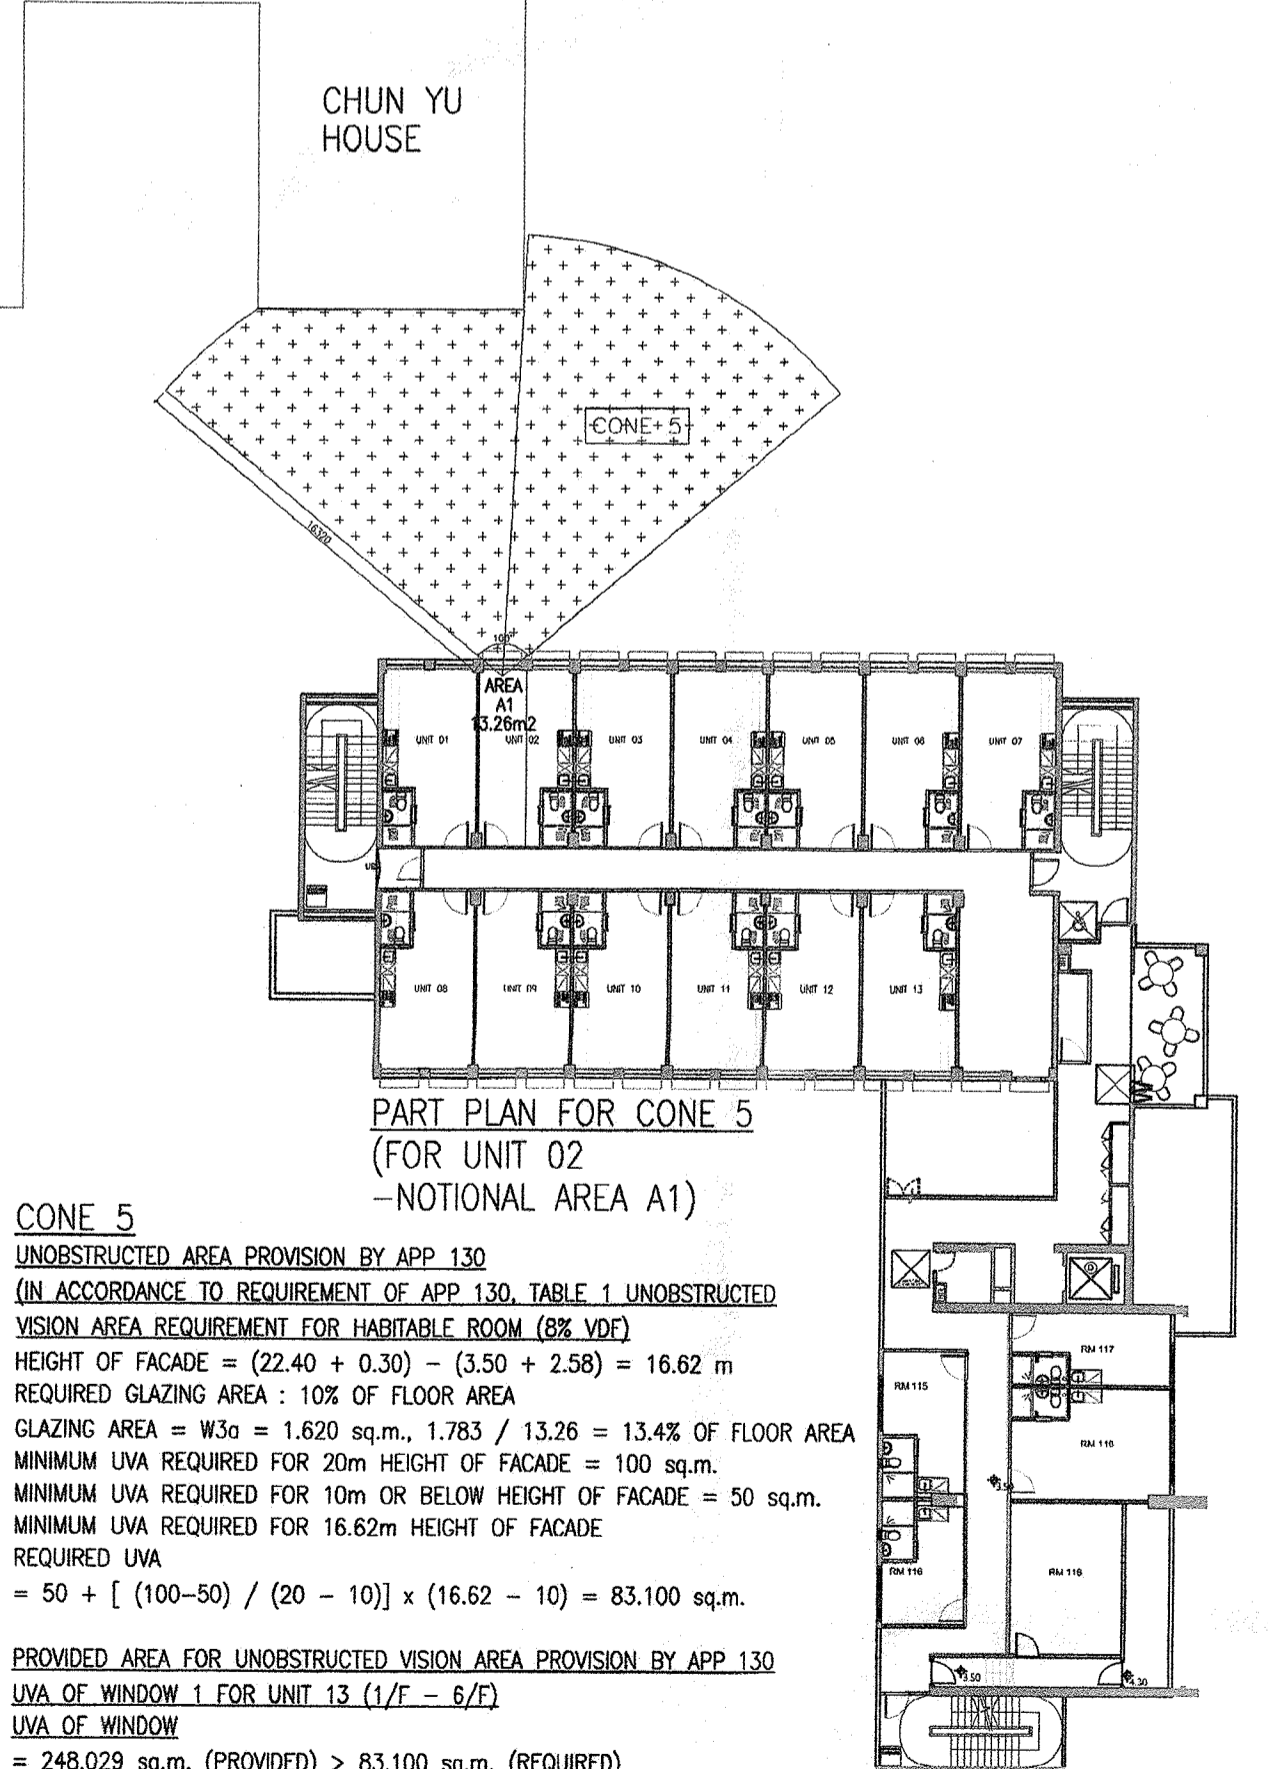 CHUN YU
HOUSE
CONE 5
16320
100°
AREA
A1
13.26m2
UNIT 01
UNIT 02
UNIT 03
UNIT 04
UNIT 05
UNIT 06
UNIT 07
UNIT 08
UNIT 09
UNIT 10
UNIT 11
UNIT 12
UNIT 13
PART PLAN FOR CONE 5
(FOR UNIT 02
-NOTIONAL AREA A1)
CONE 5
UNOBSTRUCTED AREA PROVISION BY APP 130
(IN ACCORDANCE TO REQUIREMENT OF APP 130, TABLE 1 UNOBSTRUCTED
VISION AREA REQUIREMENT FOR HABITABLE ROOM (8% VDF)
HEIGHT OF FACADE = (22.40 + 0.30) - (3.50 + 2.58) = 16.62 m
REQUIRED GLAZING AREA : 10% OF FLOOR AREA
GLAZING AREA = W3a = 1.620 sq.m., 1.783 / 13.26 = 13.4% OF FLOOR AREA
MINIMUM UVA REQUIRED FOR 20m HEIGHT OF FACADE = 100 sq.m.
MINIMUM UVA REQUIRED FOR 10m OR BELOW HEIGHT OF FACADE = 50 sq.m.
MINIMUM UVA REQUIRED FOR 16.62m HEIGHT OF FACADE
REQUIRED UVA
= 50 + [ (100-50) / (20 - 10)] x (16.62 - 10) = 83.100 sq.m.
PROVIDED AREA FOR UNOBSTRUCTED VISION AREA PROVISION BY APP 130
UVA OF WINDOW 1 FOR UNIT 13 (1/F - 6/F)
UVA OF WINDOW
= 248.029 sq.m. (PROVIDED) > 83.100 sq.m. (REQUIRED)
RM 117
RM 115
RM 118
3.50
RM 116
RM 118
3.50
4.30